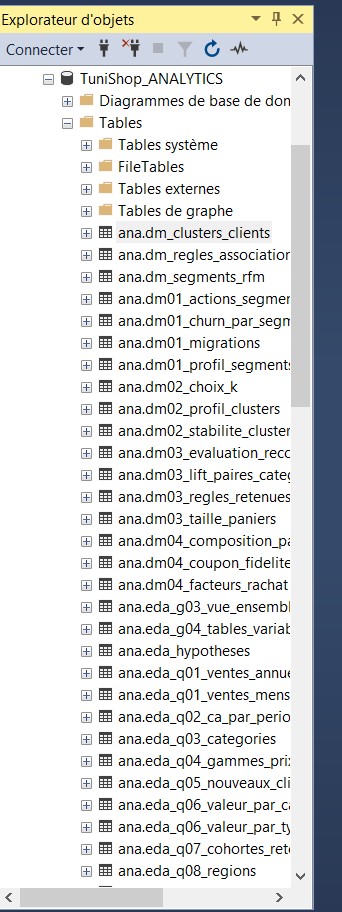 Explorateur d'objets
Connecter
TuniShop_ANALYTICS
Diagrammes de base de don
Tables
Tables système
FileTables
Tables externes
Tables de graphe
ana.dm_clusters_clients
ana.dm_regles_association
ana.dm_segments_rfm
ana.dm01_actions_segmen
ana.dm01_churn_par_segm
ana.dm01_migrations
ana.dm01_profil_segments
ana.dm02_choix_k
ana.dm02_profil_clusters
ana.dm02_stabilite_cluster
ana.dm03_evaluation_reco
ana.dm03_lift_paires_categ
ana.dm03_regles_retenues
ana.dm03_taille_paniers
ana.dm04_composition_pa
ana.dm04_coupon_fidelite
ana.dm04_facteurs_rachat
ana.eda_g03_vue_ensembl
ana.eda_g04_tables_variab
ana.eda_hypotheses
ana.eda_q01_ventes_annue
ana.eda_q01_ventes_mens
ana.eda_q02_ca_par_perio
ana.eda_q03_categories
ana.eda_q04_gammes_prix
ana.eda_q05_nouveaux_cli
ana.eda_q06_valeur_par_ca
ana.eda_q06_valeur_par_ty
ana.eda_q07_cohortes_rete
ana.eda_q08_regions